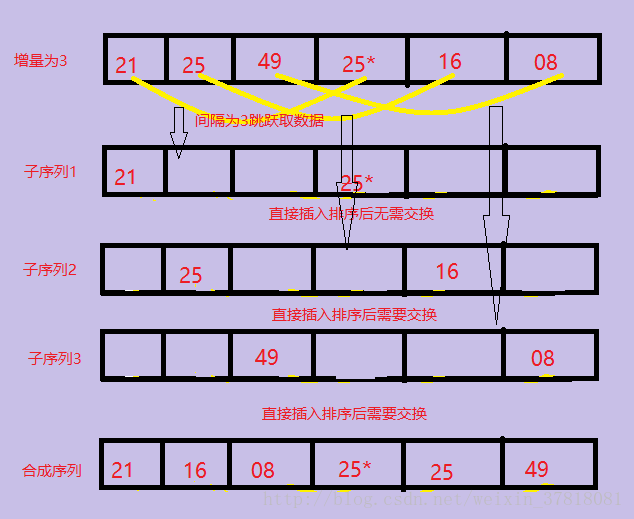 增量为3 21 25 49 25* 16 08
间隔为3跳跃取数据
子序列1 21 25*
直接插入排序后无需交换
子序列2 25 16
直接插入排序后需要交换
子序列3 49 08
直接插入排序后需要交换
合成序列 21 16 08 25* 25 49
http://blog.csdn.net/weixin_37818081